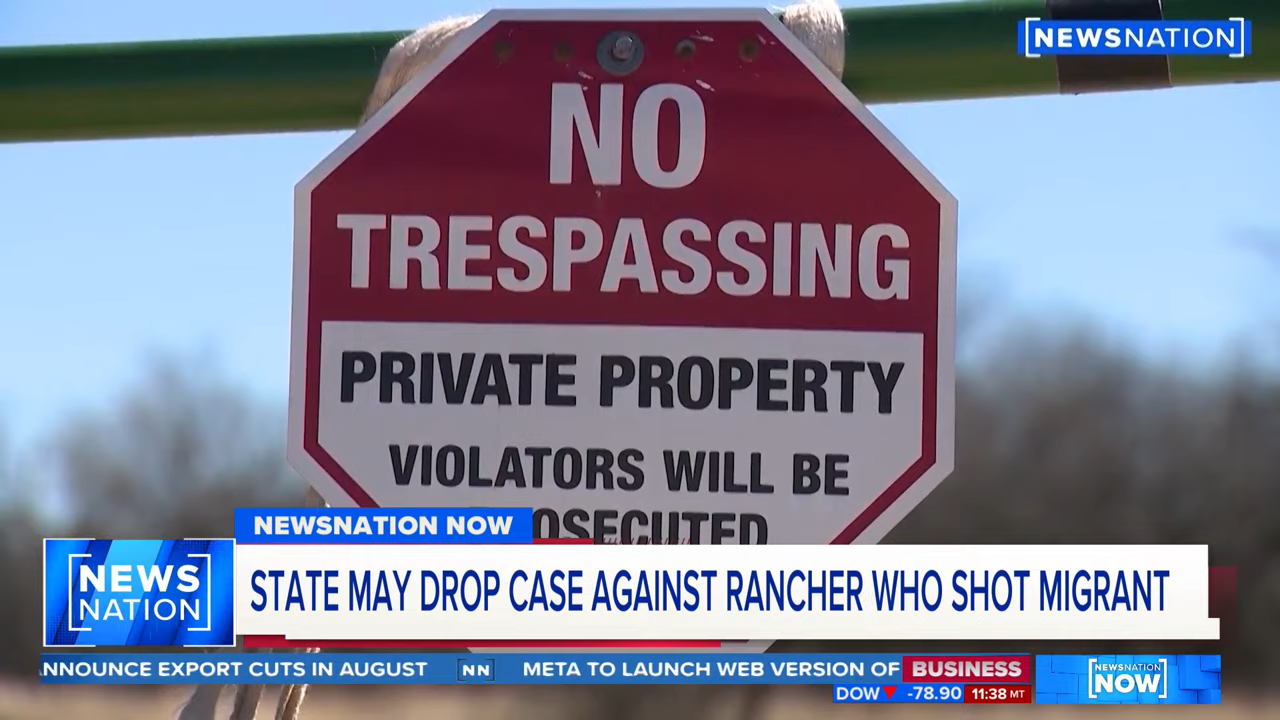 [NEWSNATION]
NO
TRESPASSING
PRIVATE PROPERTY
VIOLATORS WILL BE
NEWSNATION NOW
NEWS
NATION
STATE MAY DROP CASE AGAINST RANCHER WHO SHOT MIGRANT
EXPORT CUTS IN AUGUST NN META TO LAUNCH WEB VERSION OF BUSINESS
DOW ▼ -78.90 11:38 MT
NEWSNATION
NOW